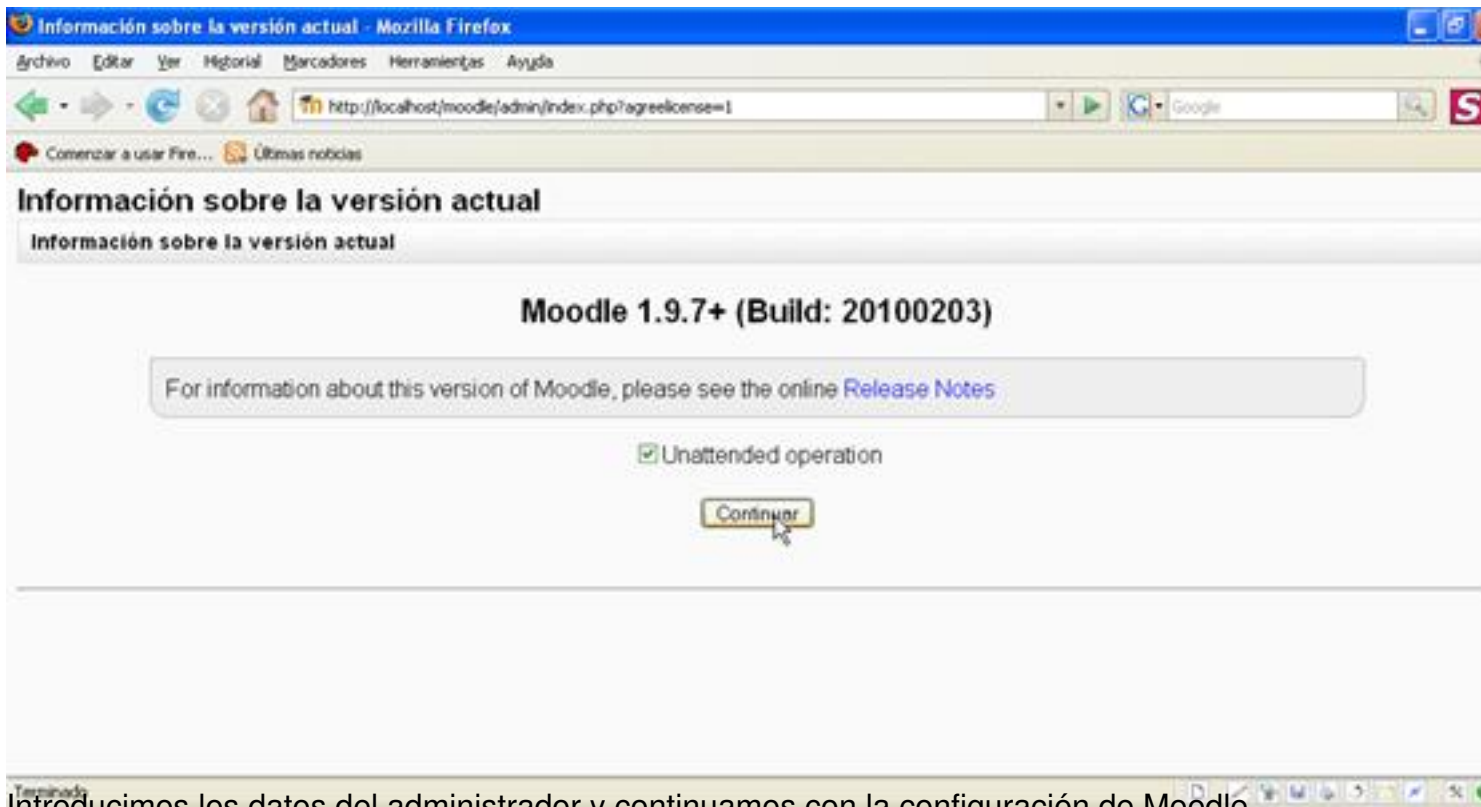 Información sobre la versión actual - Mozilla Firefox
Archivo Editar Ver Historial Marcadores Herramientas Ayuda
http://localhost/moodle/admin/index.php?agreelicense=1
Google
Comenzar a usar Fire... Últimas noticias
Información sobre la versión actual
Información sobre la versión actual
Moodle 1.9.7+ (Build: 20100203)
For information about this version of Moodle, please see the online Release Notes
Unattended operation
Continuar
Terminado
Introducimos los datos del administrador y continuamos con la configuración de Moodle